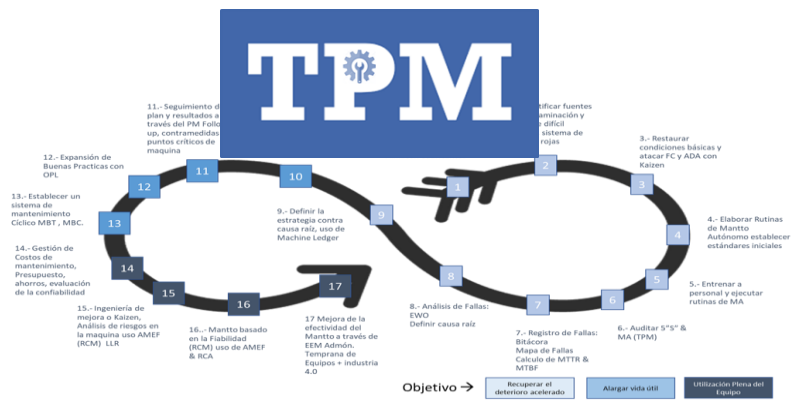 TPM
11.- Seguimiento d
plan y resultados a
través del PM Follo
up, contramedidas
puntos críticos de
maquina
tificar fuentes
aminación y
difícil
sistema de
rojas
3.- Restaurar
condiciones básicas y
atacar FC y ADA con
Kaizen
12.- Expansión de
Buenas Practicas con
OPL
13.- Establecer un
sistema de
mantenimiento
Cíclico MBT , MBC.
14.- Gestión de
Costos de
mantenimiento,
Presupuesto,
ahorros, evaluación
de la confiabilidad
15.- Ingeniería de
mejora o Kaizen,
Análisis de riesgos en
la maquina uso AMEF
(RCM)  LLR
16..- Mantto basado
en la Fiabilidad
(RCM) uso de AMEF
& RCA
17 Mejora de la
efectividad del
Mantto a través de
EEM Admón.
Temprana de
Equipos + industria
4.0
9.- Definir la
estrategia contra
causa raíz, uso de
Machine Ledger
8.- Análisis de Fallas:
EWO
Definir causa raíz
7.- Registro de Fallas:
Bitácora
Mapa de Fallas
Calculo de MTTR &
MTBF
6.- Auditar 5"S" &
MA (TPM)
5.- Entrenar a
personal y ejecutar
rutinas de MA
4.- Elaborar Rutinas
de Mantto
Autónomo establecer
estándares iniciales
1
2
3
4
5
6
7
8
9
10
11
12
13
14
15
16
17
Objetivo →
Recuperar el
deterioro acelerado
Alargar vida útil
Utilización Plena del
Equipo